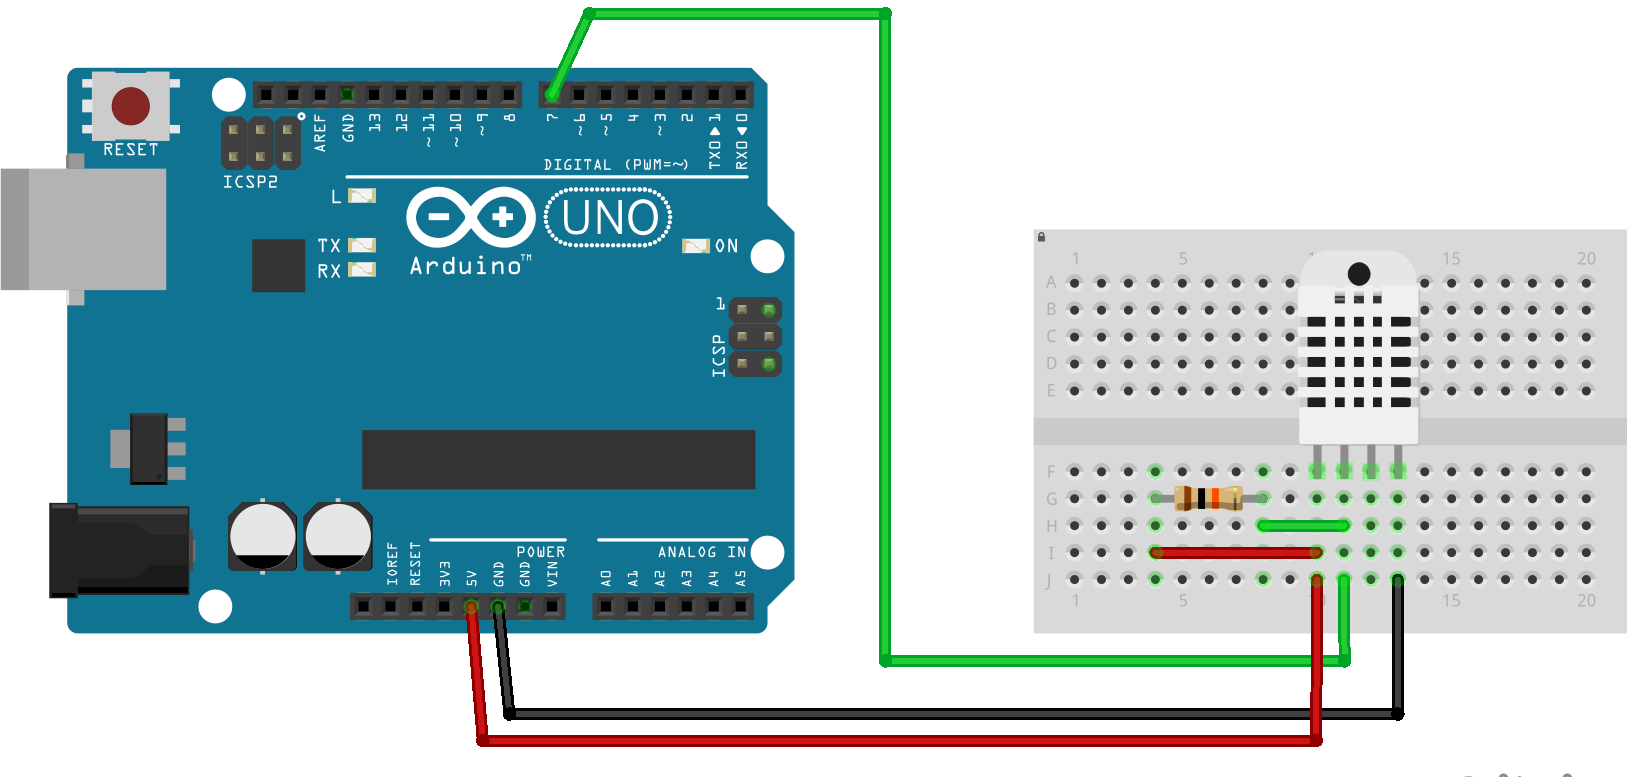 RESET
ICSP2
AREF
GND
13
12
~11
~10
~9
8
7
~6
~5
4
~3
2
TX0▶1
RX0◀0
DIGITAL (PWM=~)
L
TX
RX
Arduino™
UNO
ON
1
ICSP
IOREF
RESET
3V3
5V
GND
GND
VIN
POWER
A0
A1
A2
A3
A4
A5
ANALOG IN
1 5 15 20
A
B
C
D
E
F
G
H
I
J
1 5 15 20